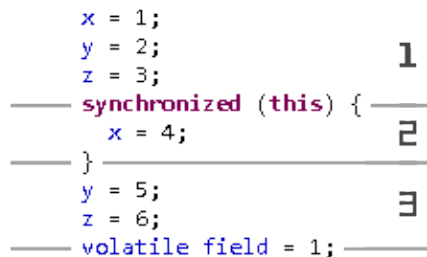 x = 1;
y = 2;
z = 3;
1
synchronized (this) {
x = 4;
2
}
y = 5;
z = 6;
3
volatile field = 1;